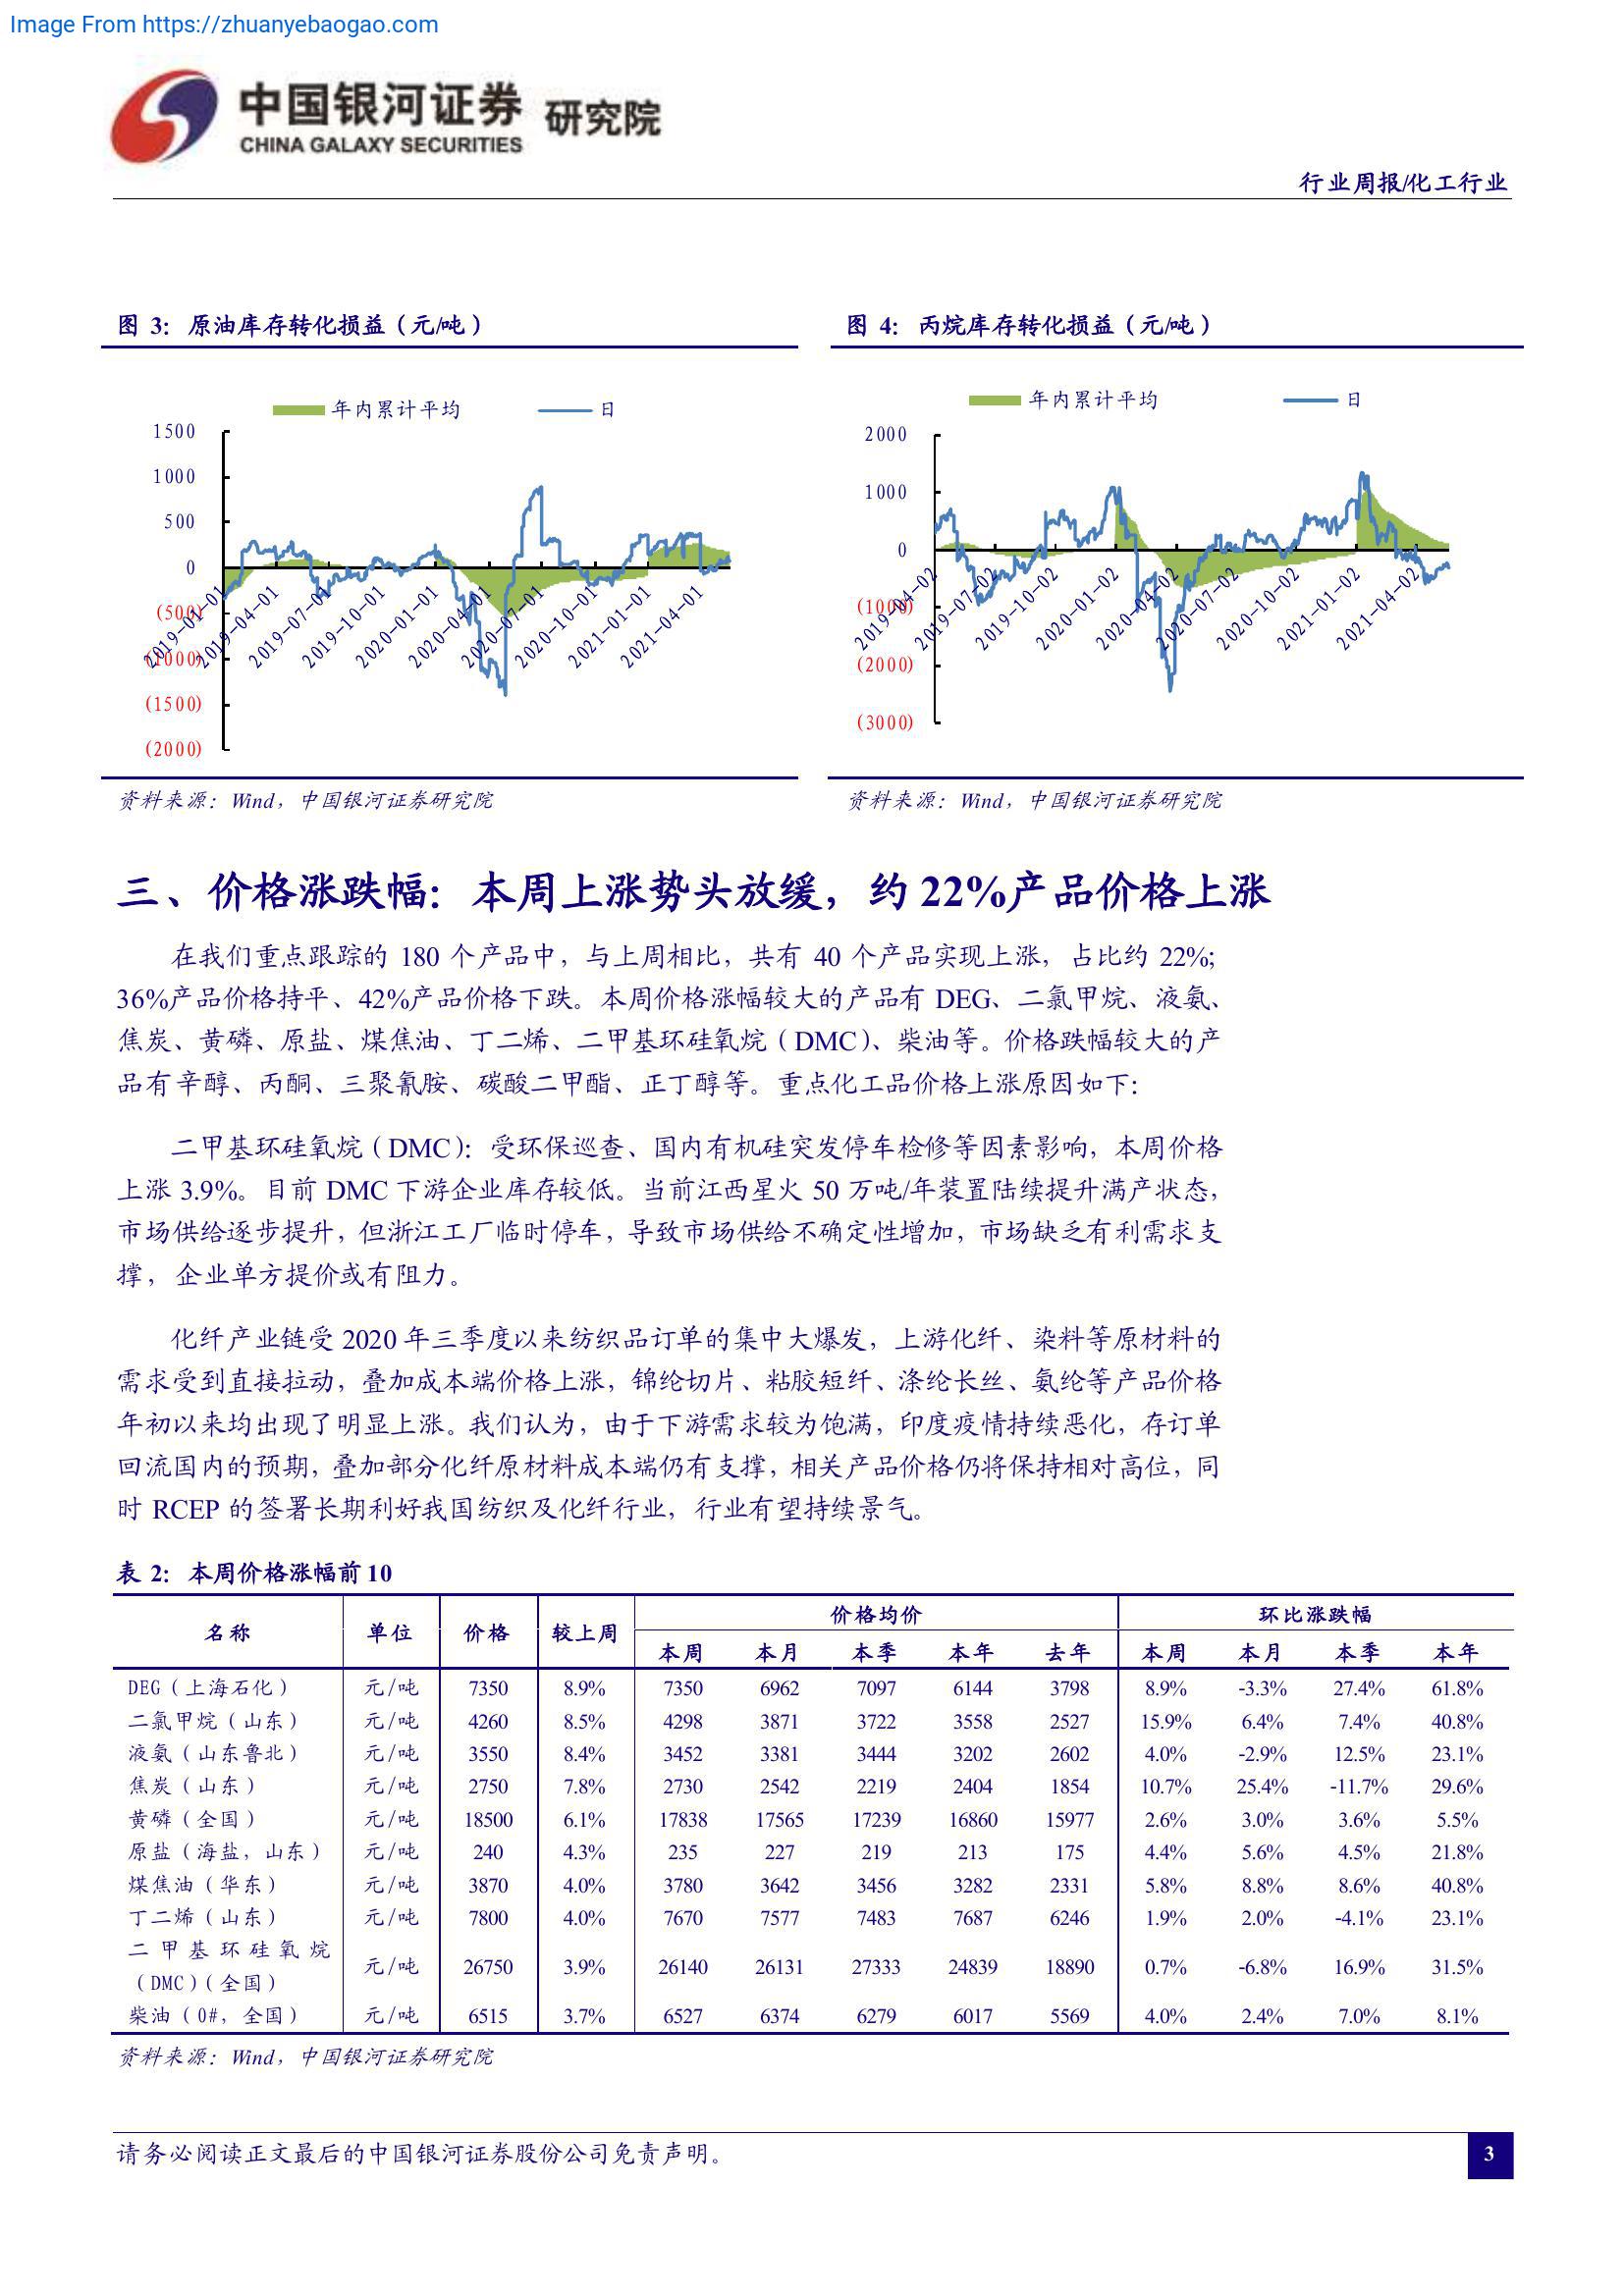 Image From https://zhuanyebaogao.com
中国银河证券 研究院
CHINA GALAXY SECURITIES
行业周报/化工行业
图 3：原油库存转化损益（元/吨）
年内累计平均 日
1500
1000
500
0
(500)
(1000)
(1500)
(2000)
2019-01-01 2019-04-01 2019-07-01 2019-10-01 2020-01-01 2020-04-01 2020-07-01 2020-10-01 2021-01-01 2021-04-01
资料来源：Wind，中国银河证券研究院
图 4：丙烷库存转化损益（元/吨）
年内累计平均 日
2000
1000
0
(1000)
(2000)
(3000)
2019-04-02 2019-07-02 2019-10-02 2020-01-02 2020-04-02 2020-07-02 2020-10-02 2021-01-02 2021-04-02
资料来源：Wind，中国银河证券研究院
三、价格涨跌幅：本周上涨势头放缓，约 22%产品价格上涨
在我们重点跟踪的 180 个产品中，与上周相比，共有 40 个产品实现上涨，占比约 22%；
36%产品价格持平、42%产品价格下跌。本周价格涨幅较大的产品有 DEG、二氯甲烷、液氨、
焦炭、黄磷、原盐、煤焦油、丁二烯、二甲基环硅氧烷（DMC）、柴油等。价格跌幅较大的产
品有辛醇、丙酮、三聚氰胺、碳酸二甲酯、正丁醇等。重点化工品价格上涨原因如下：
二甲基环硅氧烷（DMC）：受环保巡查、国内有机硅突发停车检修等因素影响，本周价格
上涨 3.9%。目前 DMC 下游企业库存较低。当前江西星火 50 万吨/年装置陆续提升满产状态，
市场供给逐步提升，但浙江工厂临时停车，导致市场供给不确定性增加，市场缺乏有利需求支
撑，企业单方提价或有阻力。
化纤产业链受 2020 年三季度以来纺织品订单的集中大爆发，上游化纤、染料等原材料的
需求受到直接拉动，叠加成本端价格上涨，锦纶切片、粘胶短纤、涤纶长丝、氨纶等产品价格
年初以来均出现了明显上涨。我们认为，由于下游需求较为饱满，印度疫情持续恶化，存订单
回流国内的预期，叠加部分化纤原材料成本端仍有支撑，相关产品价格仍将保持相对高位，同
时 RCEP 的签署长期利好我国纺织及化纤行业，行业有望持续景气。
表 2：本周价格涨幅前 10
名称 单位 价格 较上周 价格均价 环比涨跌幅
本周 本月 本季 本年 去年 本周 本月 本季 本年
DEG（上海石化） 元/吨 7350 8.9% 7350 6962 7097 6144 3798 8.9% -3.3% 27.4% 61.8%
二氯甲烷（山东） 元/吨 4260 8.5% 4298 3871 3722 3558 2527 15.9% 6.4% 7.4% 40.8%
液氨（山东鲁北） 元/吨 3550 8.4% 3452 3381 3444 3202 2602 4.0% -2.9% 12.5% 23.1%
焦炭（山东） 元/吨 2750 7.8% 2730 2542 2219 2404 1854 10.7% 25.4% -11.7% 29.6%
黄磷（全国） 元/吨 18500 6.1% 17838 17565 17239 16860 15977 2.6% 3.0% 3.6% 5.5%
原盐（海盐，山东） 元/吨 240 4.3% 235 227 219 213 175 4.4% 5.6% 4.5% 21.8%
煤焦油（华东） 元/吨 3870 4.0% 3780 3642 3456 3282 2331 5.8% 8.8% 8.6% 40.8%
丁二烯（山东） 元/吨 7800 4.0% 7670 7577 7483 7687 6246 1.9% 2.0% -4.1% 23.1%
二甲基环硅氧烷
（DMC）（全国） 元/吨 26750 3.9% 26140 26131 27333 24839 18890 0.7% -6.8% 16.9% 31.5%
柴油（0#，全国） 元/吨 6515 3.7% 6527 6374 6279 6017 5569 4.0% 2.4% 7.0% 8.1%
资料来源：Wind，中国银河证券研究院
请务必阅读正文最后的中国银河证券股份公司免责声明。
3